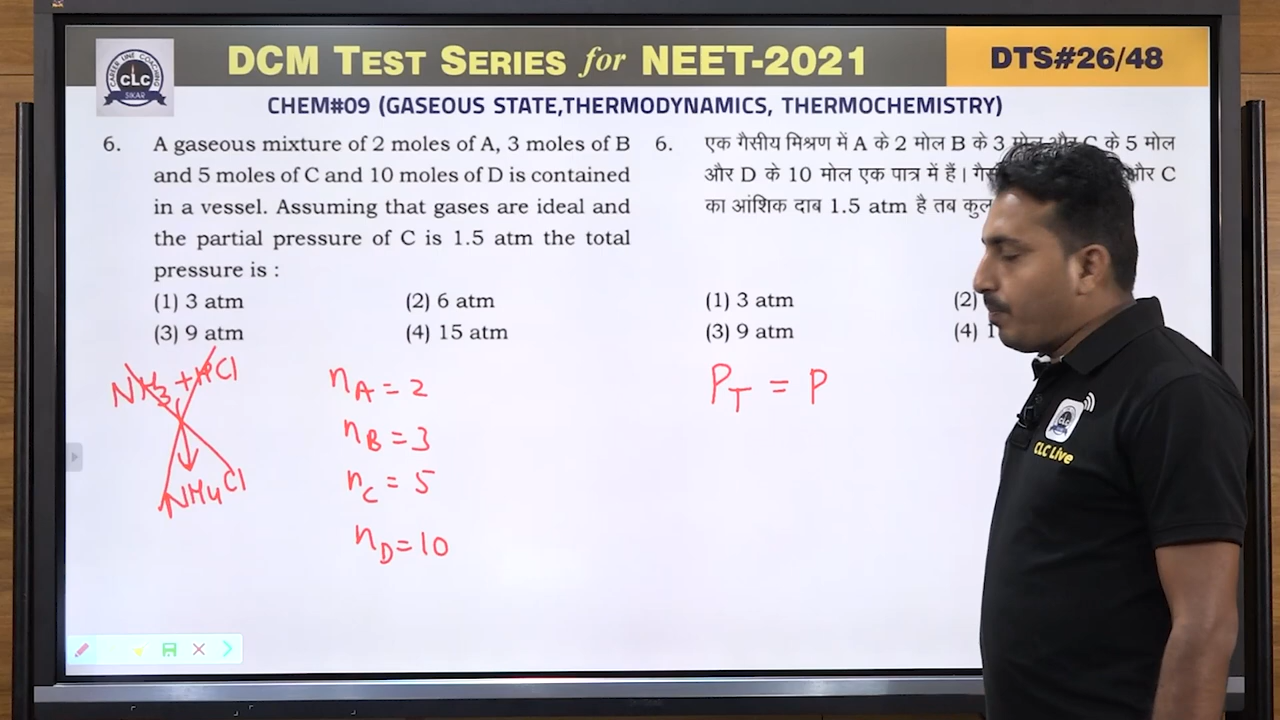 DCM TEST SERIES for NEET-2021
DTS#26/48
CLC
SIKAR
CHEM#09 (GASEOUS STATE,THERMODYNAMICS, THERMOCHEMISTRY)
6. A gaseous mixture of 2 moles of A, 3 moles of B
and 5 moles of C and 10 moles of D is contained
in a vessel. Assuming that gases are ideal and
the partial pressure of C is 1.5 atm the total
pressure is :
(1) 3 atm (2) 6 atm
(3) 9 atm (4) 15 atm
6. एक गैसीय मिश्रण में A के 2 मोल B के 3 मोल और C के 5 मोल
और D के 10 मोल एक पात्र में हैं। और C
का आंशिक दाब 1.5 atm है तब कुल
(1) 3 atm (2)
(3) 9 atm (4) 1
NH3 + HCl
NH4Cl
nA = 2
nB = 3
nC = 5
nD = 10
PT = P
CLC Live